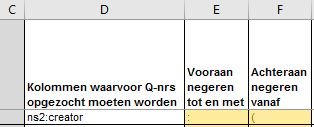 C D E F
Kolommen waarvoor Q-nrs opgezocht moeten worden
Vooraan negeren tot en met
Achteraan negeren vanaf
ns2:creator : (